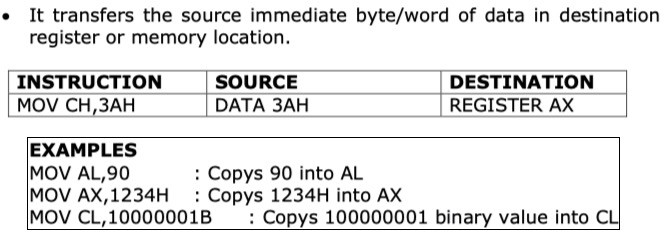 • It transfers the source immediate byte/word of data in destination
register or memory location.
INSTRUCTION SOURCE DESTINATION
MOV CH,3AH DATA 3AH REGISTER AX
EXAMPLES
MOV AL,90 : Copys 90 into AL
MOV AX,1234H : Copys 1234H into AX
MOV CL,10000001B : Copys 100000001 binary value into CL